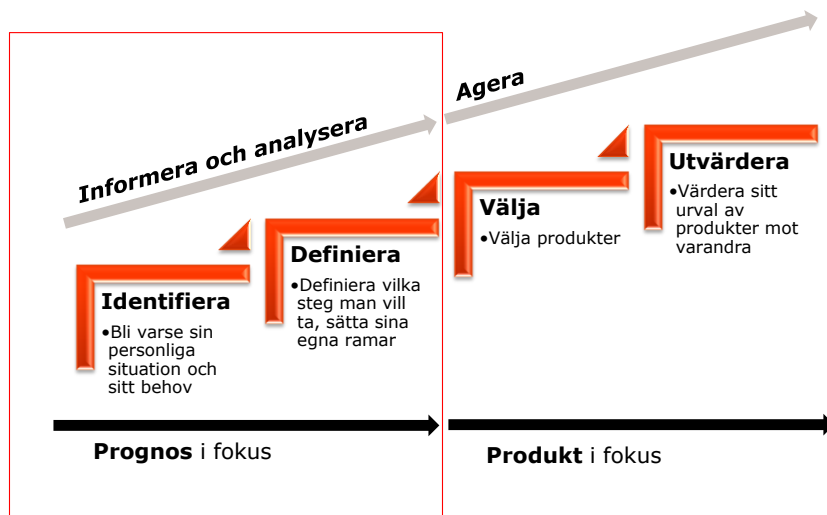 Informera och analysera
Agera
Identifiera
•Bli varse sin
personliga
situation och
sitt behov
Definiera
•Definiera vilka
steg man vill
ta, sätta sina
egna ramar
Välja
•Välja produkter
Utvärdera
•Värdera sitt
urval av
produkter mot
varandra
Prognos i fokus
Produkt i fokus